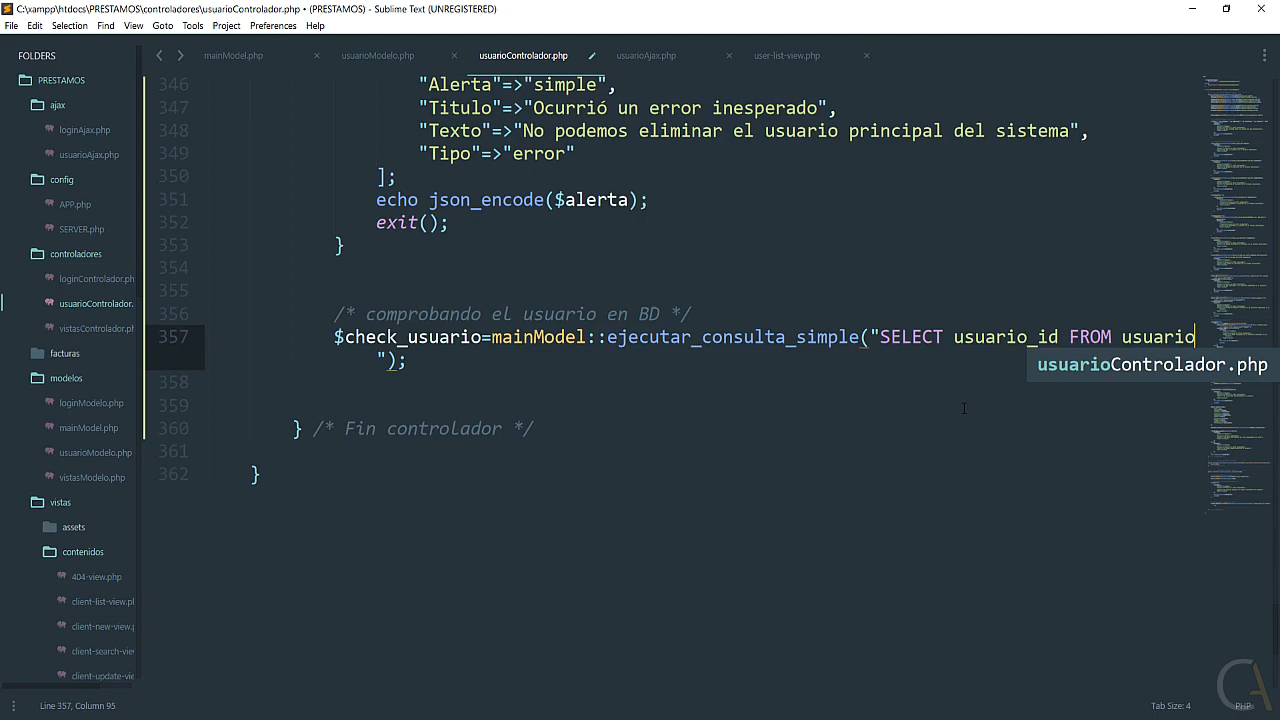 C:\xampp\htdocs\PRESTAMOS\controladores\usuarioControlador.php • (PRESTAMOS) - Sublime Text (UNREGISTERED)
File Edit Selection Find View Goto Tools Project Preferences Help
FOLDERS
PRESTAMOS
ajax
loginAjax.php
usuarioAjax.php
config
APP.php
SERVER.php
controladores
loginControlador.ph
usuarioControlador.
vistasControlador.ph
facturas
modelos
loginModelo.php
mainModel.php
usuarioModelo.php
vistasModelo.php
vistas
assets
contenidos
404-view.php
client-list-view.pl
client-new-view.p
client-search-vie
client-update-vie
mainModel.php × usuarioModelo.php × usuarioControlador.php usuarioAjax.php × user-list-view.php ×
346 "Alerta"=>"simple",
347 "Titulo"=>"Ocurrió un error inesperado",
348 "Texto"=>"No podemos eliminar el usuario principal del sistema",
349 "Tipo"=>"error"
350 ];
351 echo json_encode($alerta);
352 exit();
353 }
354
355
356 /* comprobando el usuario en BD */
357 $check_usuario=mainModel::ejecutar_consulta_simple("SELECT usuario_id FROM usuario
");
usuarioControlador.php
358
359
360 } /* Fin controlador */
361
362 }
Line 357, Column 95 Tab Size: 4 PHP
CA